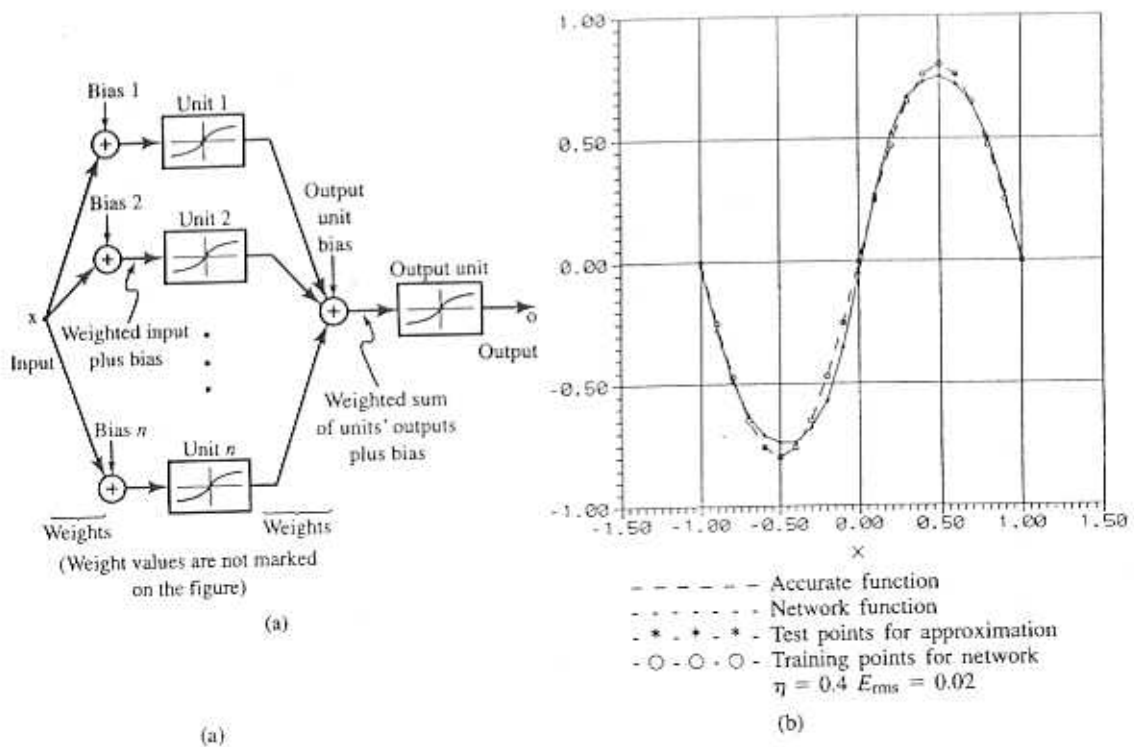 Bias 1
Unit 1
Bias 2
Unit 2
Output
unit
bias
Output unit
x
Input
Weighted input
plus bias
o
Output
Weighted sum
of units' outputs
plus bias
Bias n
Unit n
Weights
Weights
(Weight values are not marked
on the figure)
(a)
(a)
1.00
0.50
0.00
-0.50
-1.00
-1.50 -1.00 -0.50 0.00 0.50 1.00 1.50
X
Accurate function
Network function
Test points for approximation
Training points for network
η = 0.4 Erms = 0.02
(b)